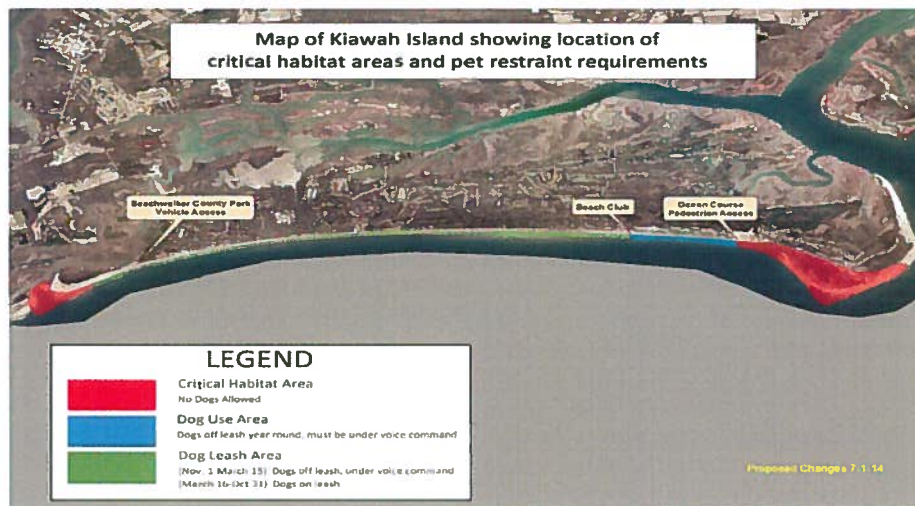 Map of Kiawah Island showing location of
critical habitat areas and pet restraint requirements
Beachwalker County Park
Vehicle Access
Beach Club
Ocean Course
Pedestrian Access
LEGEND
Critical Habitat Area
No Dogs Allowed
Dog Use Area
Dogs off leash year round, must be under voice command
Dog Leash Area
(Nov. 1 March 15) Dogs off leash, under voice command
(March 16-Oct 31) Dogs on leash
Proposed Changes 7-1-14